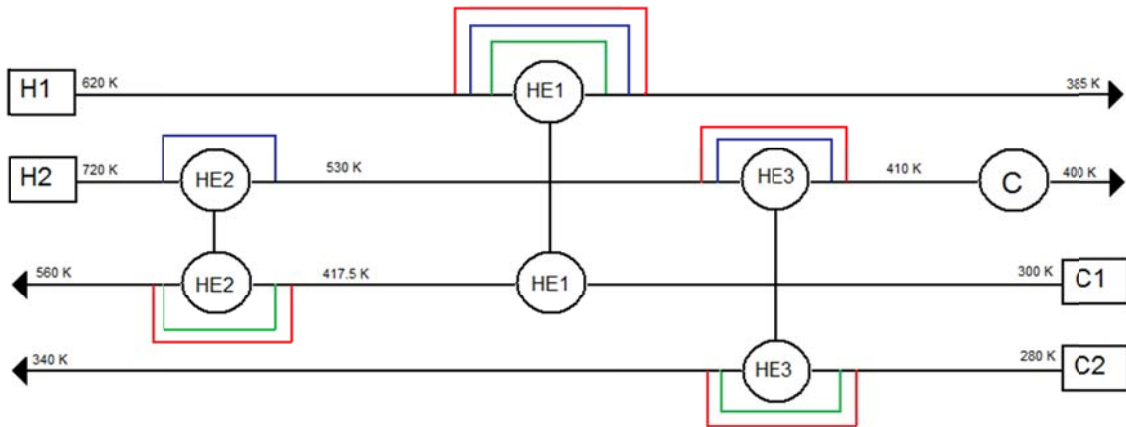 HE1
H1
620 K
385 K
H2
720 K
HE2
530 K
HE3
410 K
C
400 K
560 K
HE2
417.5 K
HE1
300 K
C1
340 K
HE3
280 K
C2